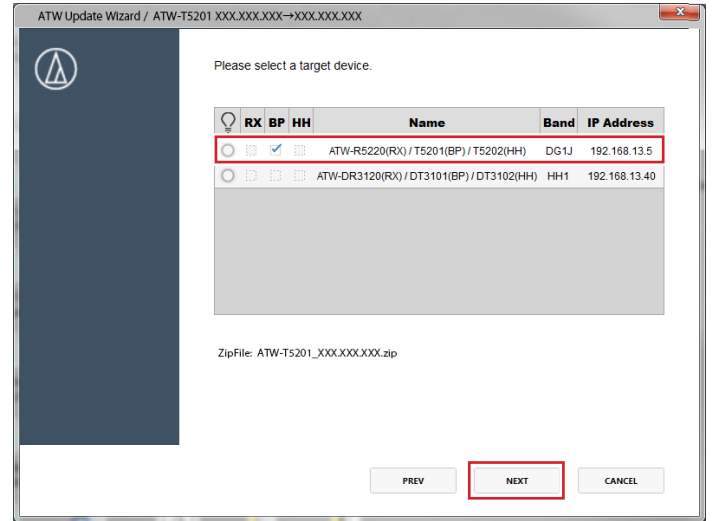 ATW Update Wizard / ATW-T5201 XXX.XXX.XXX→XXX.XXX.XXX
x
Please select a target device.
RX BP HH Name Band IP Address
ATW-R5220(RX) / T5201(BP) / T5202(HH) DG1J 192.168.13.5
ATW-DR3120(RX) / DT3101(BP) / DT3102(HH) HH1 192.168.13.40
ZipFile: ATW-T5201_XXX.XXX.XXX.zip
PREV NEXT CANCEL